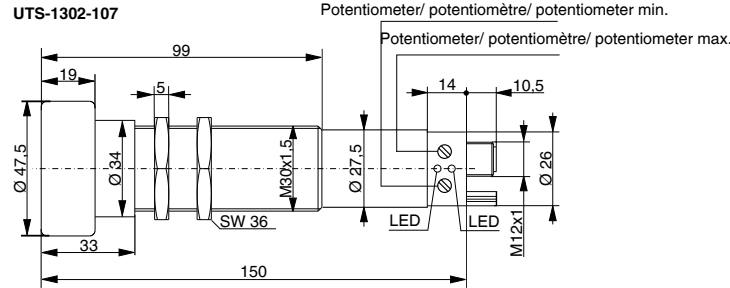 UTS-1302-107
Potentiometer/ potentiomètre/ potentiometer min.
Potentiometer/ potentiomètre/ potentiometer max.
99
19
5
14
10,5
Ø 47,5
Ø 34
M30x1,5
Ø 27,5
Ø 26
M12x1
SW 36
LED
LED
33
150